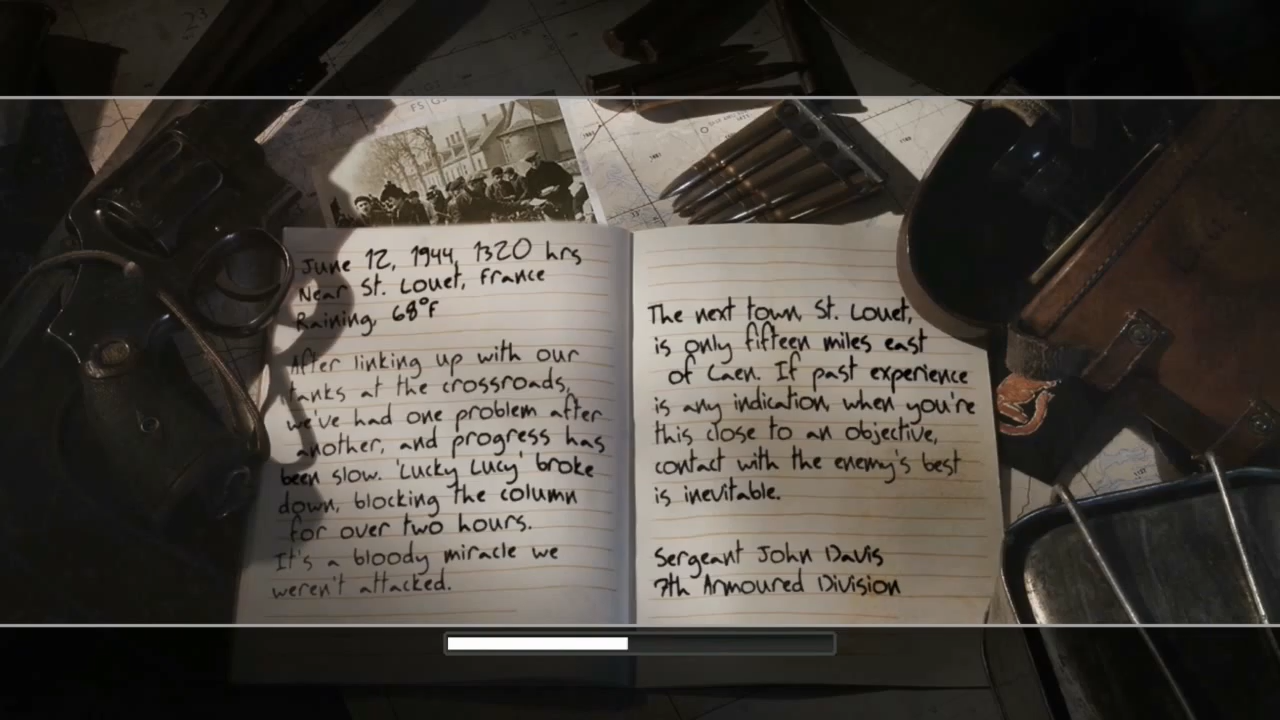 June 12, 1944, 1320 hrs
Near St. Louet, France
Raining, 68°F
After linking up with our
tanks at the crossroads,
we've had one problem after
another, and progress has
been slow. 'Lucky Lucy' broke
down, blocking the column
for over two hours.
It's a bloody miracle we
weren't attacked.
The next town, St. Louet,
is only fifteen miles east
of Caen. If past experience
is any indication, when you're
this close to an objective,
contact with the enemy's best
is inevitable.
Sergeant John Davis
7th Armoured Division